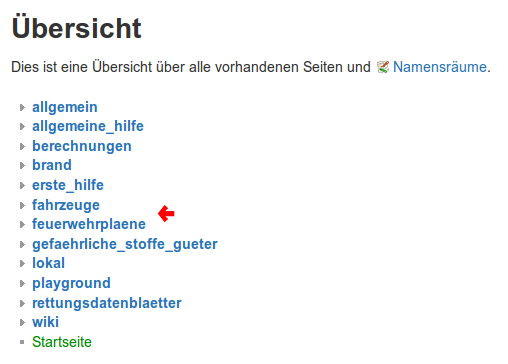 Übersicht
Dies ist eine Übersicht über alle vorhandenen Seiten und Namensräume.
allgemein
allgemeine_hilfe
berechnungen
brand
erste_hilfe
fahrzeuge
feuerwehrplaene
gefaehrliche_stoffe_gueter
lokal
playground
rettungsdatenblaetter
wiki
Startseite